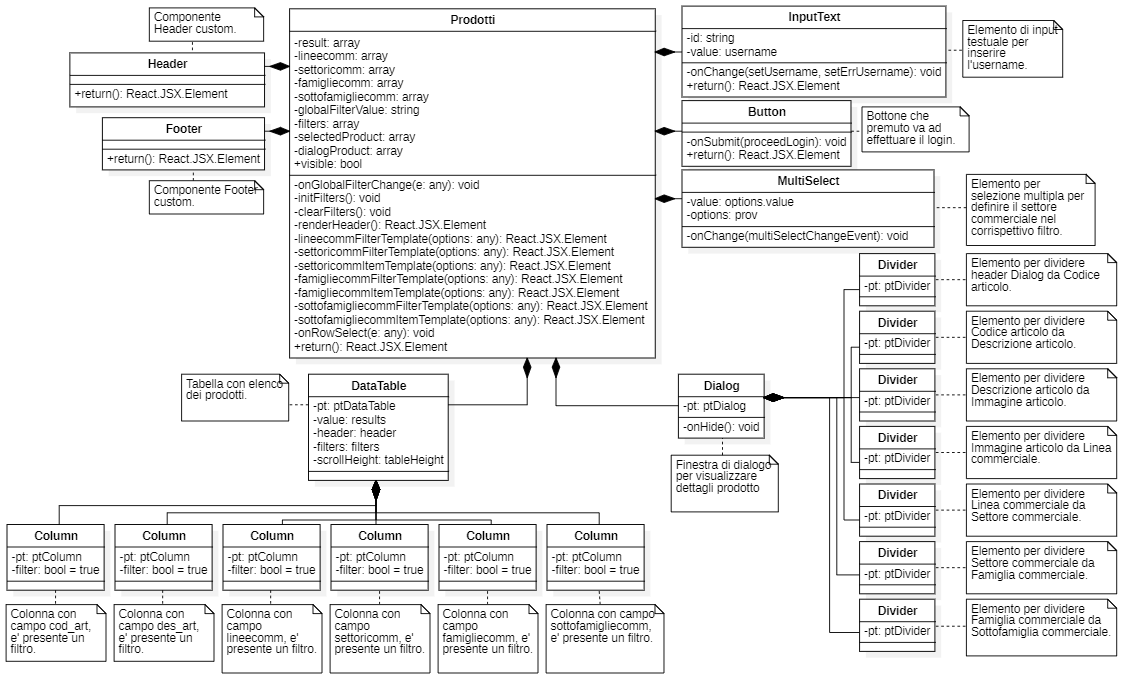 Componente
Header custom.
Header
+return(): React.JSX.Element
Footer
+return(): React.JSX.Element
Componente Footer
custom.
Prodotti
-result: array
-lineecomm: array
-settoricomm: array
-famigliecomm: array
-sottofamigliecomm: array
-globalFilterValue: string
-filters: array
-selectedProduct: array
-dialogProduct: array
+visible: bool
-onGlobalFilterChange(e: any): void
-initFilters(): void
-clearFilters(): void
-renderHeader(): React.JSX.Element
-lineecommFilterTemplate(options: any): React.JSX.Element
-settoricommFilterTemplate(options: any): React.JSX.Element
-settoricommItemTemplate(options: any): React.JSX.Element
-famigliecommFilterTemplate(options: any): React.JSX.Element
-famigliecommItemTemplate(options: any): React.JSX.Element
-sottofamigliecommFilterTemplate(options: any): React.JSX.Element
-sottofamigliecommItemTemplate(options: any): React.JSX.Element
-onRowSelect(e: any): void
+return(): React.JSX.Element
InputText
-id: string
-value: username
-onChange(setUsername, setErrUsername): void
+return(): React.JSX.Element
Elemento di input
testuale per
inserire
l'username.
Button
-onSubmit(proceedLogin): void
+return(): React.JSX.Element
Bottone che
premuto va ad
effettuare il login.
MultiSelect
-value: options.value
-options: prov
-onChange(multiSelectChangeEvent): void
Elemento per
selezione multipla per
definire il settore
commerciale nel
corrispettivo filtro.
Divider
-pt: ptDivider
Elemento per dividere
header Dialog da Codice
articolo.
Divider
-pt: ptDivider
Elemento per dividere
Codice articolo da
Descrizione articolo.
Divider
-pt: ptDivider
Elemento per dividere
Descrizione articolo da
Immagine articolo.
Divider
-pt: ptDivider
Elemento per dividere
Immagine articolo da Linea
commerciale.
Divider
-pt: ptDivider
Elemento per dividere
Linea commerciale da
Settore commerciale.
Divider
-pt: ptDivider
Elemento per dividere
Settore commerciale da
Famiglia commerciale.
Divider
-pt: ptDivider
Elemento per dividere
Famiglia commerciale da
Sottofamiglia commerciale.
Tabella con elenco
dei prodotti.
DataTable
-pt: ptDataTable
-value: results
-header: header
-filters: filters
-scrollHeight: tableHeight
Dialog
-pt: ptDialog
-onHide(): void
Finestra di dialogo
per visualizzare
dettagli prodotto
Column
-pt: ptColumn
-filter: bool = true
Column
-pt: ptColumn
-filter: bool = true
Column
-pt: ptColumn
-filter: bool = true
Column
-pt: ptColumn
-filter: bool = true
Column
-pt: ptColumn
-filter: bool = true
Column
-pt: ptColumn
-filter: bool = true
Colonna con
campo cod_art,
e' presente un
filtro.
Colonna con
campo des_art,
e' presente un
filtro.
Colonna con
campo
lineecomm, e'
presente un filtro.
Colonna con
campo
settoricomm, e'
presente un filtro.
Colonna con
campo
famigliecomm, e'
presente un filtro.
Colonna con campo
sottofamigliecomm,
e' presente un filtro.